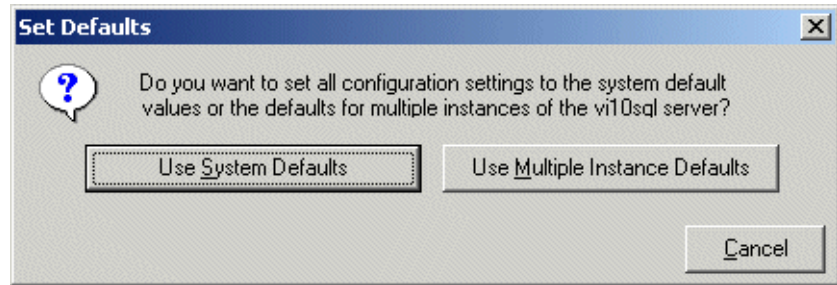 Set Defaults
?
Do you want to set all configuration settings to the system default
values or the defaults for multiple instances of the vi10sql server?
Use System Defaults
Use Multiple Instance Defaults
Cancel